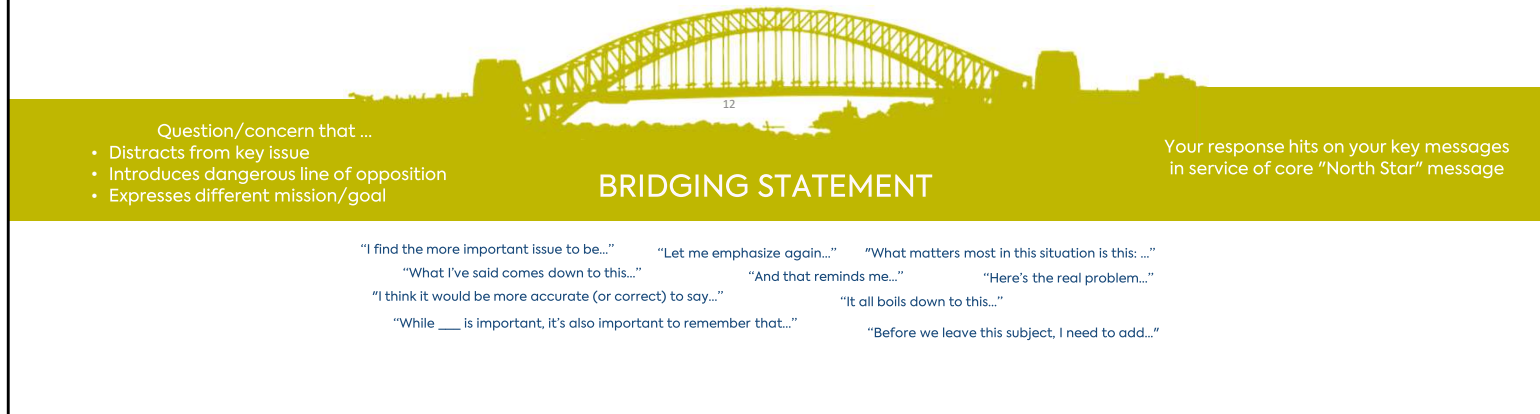 12
Question/concern that ...
• Distracts from key issue
• Introduces dangerous line of opposition
• Expresses different mission/goal
BRIDGING STATEMENT
Your response hits on your key messages
in service of core "North Star" message
“I find the more important issue to be…”
“Let me emphasize again…”
"What matters most in this situation is this: …”
“What I’ve said comes down to this…”
“And that reminds me…”
“Here’s the real problem…”
"I think it would be more accurate (or correct) to say…”
“It all boils down to this…”
“While ___ is important, it’s also important to remember that…”
“Before we leave this subject, I need to add…"